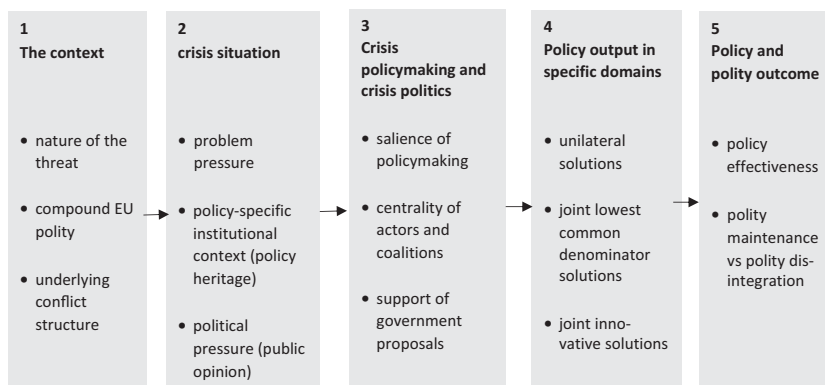 1
The context
• nature of the
threat
• compound EU
polity
• underlying
conflict
structure
2
crisis situation
• problem
pressure
• policy-specific
institutional
context (policy
heritage)
• political
pressure (public
opinion)
3
Crisis
policymaking and
crisis politics
• salience of
policymaking
• centrality of
actors and
coalitions
• support of
government
proposals
4
Policy output in
specific domains
• unilateral
solutions
• joint lowest
common
denominator
solutions
• joint inno-
vative solutions
5
Policy and
polity outcome
• policy
effectiveness
• polity
maintenance
vs polity dis-
integration